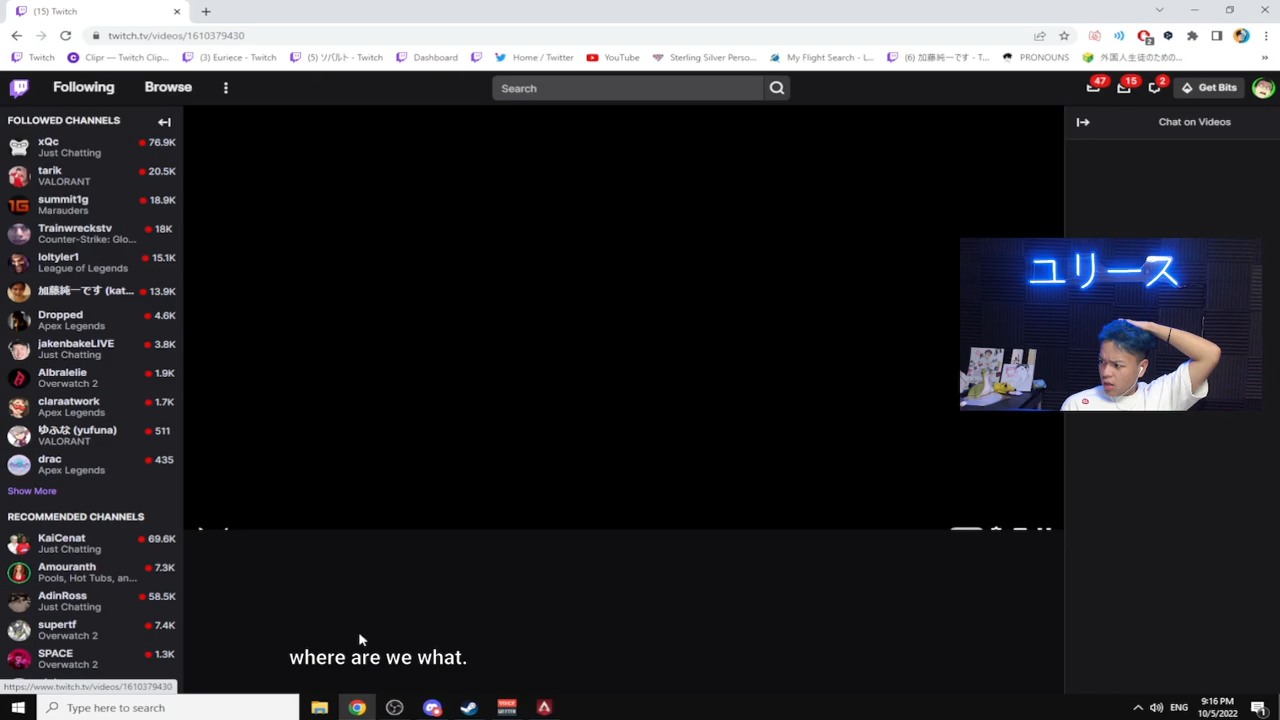 (15) Twitch
twitch.tv/videos/1610379430
2
Twitch
Clipr — Twitch Clip...
(3) Euriece - Twitch
(5) ソバルト - Twitch
Dashboard
Home / Twitter
YouTube
Sterling Silver Perso...
My Flight Search - L...
(6) 加藤純一です - T...
PRONOUNS
外国人生徒のための...
Following
Browse
Search
47
15
2
Get Bits
FOLLOWED CHANNELS
Chat on Videos
xQc
76.9K
Just Chatting
tarik
20.5K
VALORANT
summit1g
18.9K
Marauders
Trainwreckstv
18K
Counter-Strike: Glo...
loltyler1
15.1K
League of Legends
加藤純一です (kat...
13.9K
Dropped
4.6K
Apex Legends
jakenbakeLIVE
3.8K
Just Chatting
Albralelie
1.9K
Overwatch 2
claraatwork
1.7K
Apex Legends
ゆふな (yufuna)
511
VALORANT
drac
435
Apex Legends
Show More
ユリース
RECOMMENDED CHANNELS
KaiCenat
69.6K
Just Chatting
Amouranth
7.3K
Pools, Hot Tubs, an...
AdinRoss
58.5K
Just Chatting
supertf
7.4K
Overwatch 2
SPACE
1.3K
Overwatch 2
where are we what.
https://www.twitch.tv/videos/1610379430
Type here to search
ENG
9:16 PM
10/5/2022
1